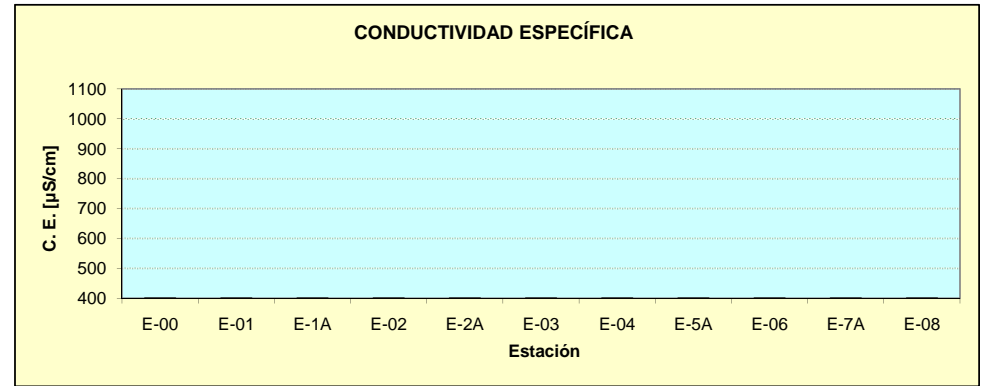 CONDUCTIVIDAD ESPECÍFICA
1100
1000
900
800
700
600
500
400
C. E. [µS/cm]
E-00 E-01 E-1A E-02 E-2A E-03 E-04 E-5A E-06 E-7A E-08
Estación